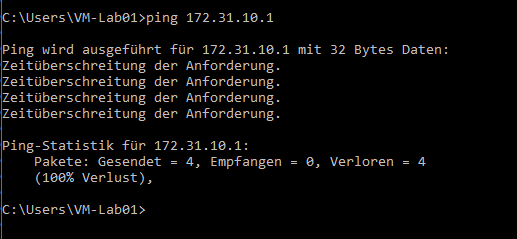 C:\Users\VM-Lab01>ping 172.31.10.1
Ping wird ausgeführt für 172.31.10.1 mit 32 Bytes Daten:
Zeitüberschreitung der Anforderung.
Zeitüberschreitung der Anforderung.
Zeitüberschreitung der Anforderung.
Zeitüberschreitung der Anforderung.
Ping-Statistik für 172.31.10.1:
    Pakete: Gesendet = 4, Empfangen = 0, Verloren = 4
    (100% Verlust),
C:\Users\VM-Lab01>